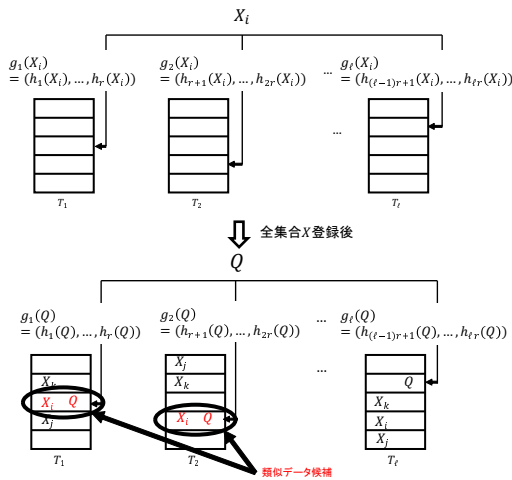 X_i
g_1(X_i) g_2(X_i) … g_ℓ(X_i)
= (h_1(X_i), …, h_r(X_i)) = (h_{r+1}(X_i), …, h_{2r}(X_i)) = (h_{(ℓ−1)r+1}(X_i), …, h_{ℓr}(X_i))
…
T_1 T_2 T_ℓ
全集合X登録後
Q
g_1(Q) g_2(Q) … g_ℓ(Q)
= (h_1(Q), …, h_r(Q)) = (h_{r+1}(Q), …, h_{2r}(Q)) = (h_{(ℓ−1)r+1}(Q), …, h_{ℓr}(Q))
X_j …
X_k X_k Q
X_i Q X_k
X_j X_i Q X_i
X_j
T_1 T_2 T_ℓ
類似データ候補